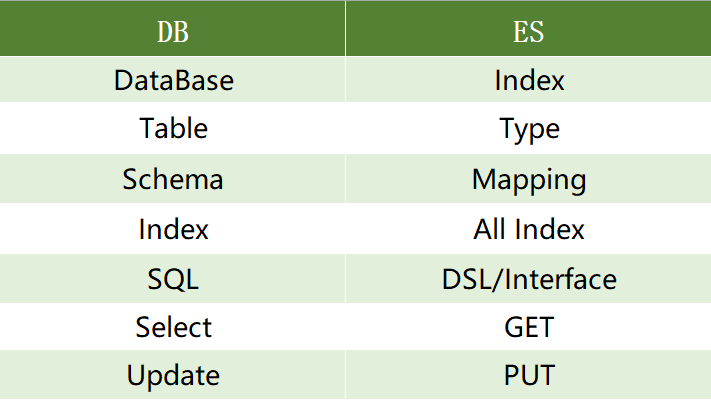 DB ES
DataBase Index
Table Type
Schema Mapping
Index All Index
SQL DSL/Interface
Select GET
Update PUT